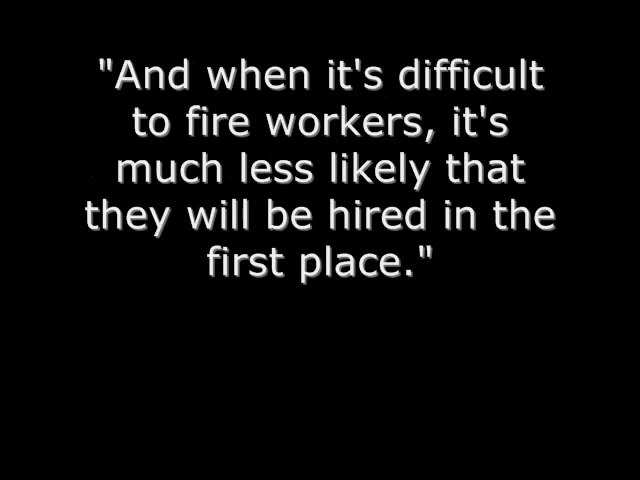 "And when it's difficult
to fire workers, it's
much less likely that
they will be hired in the
first place."